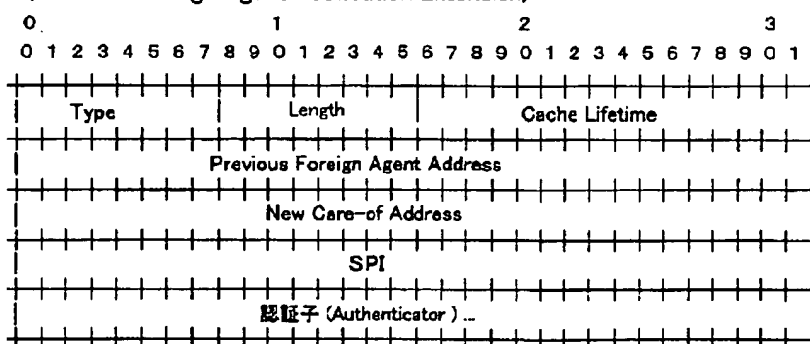 0 1 2 3
0 1 2 3 4 5 6 7 8 9 0 1 2 3 4 5 6 7 8 9 0 1 2 3 4 5 6 7 8 9 0 1
Type Length Cache Lifetime
Previous Foreign Agent Address
New Care-of Address
SPI
認証子 (Authenticator) ...